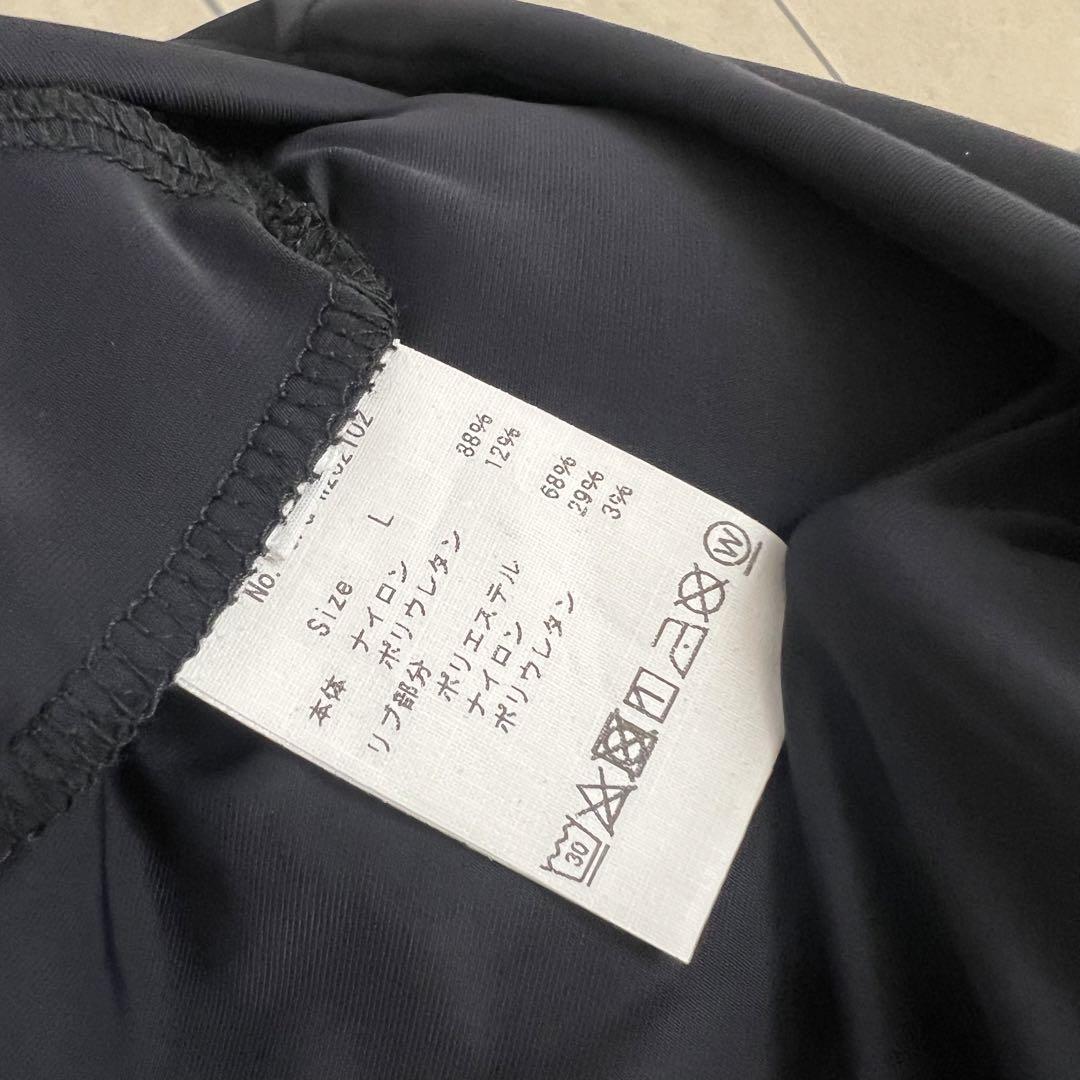 No.
Size L
本体 ナイロン 88%
ポリウレタン 12%
リブ部分
ポリエステル 68%
ナイロン 29%
ポリウレタン 3%
30 W